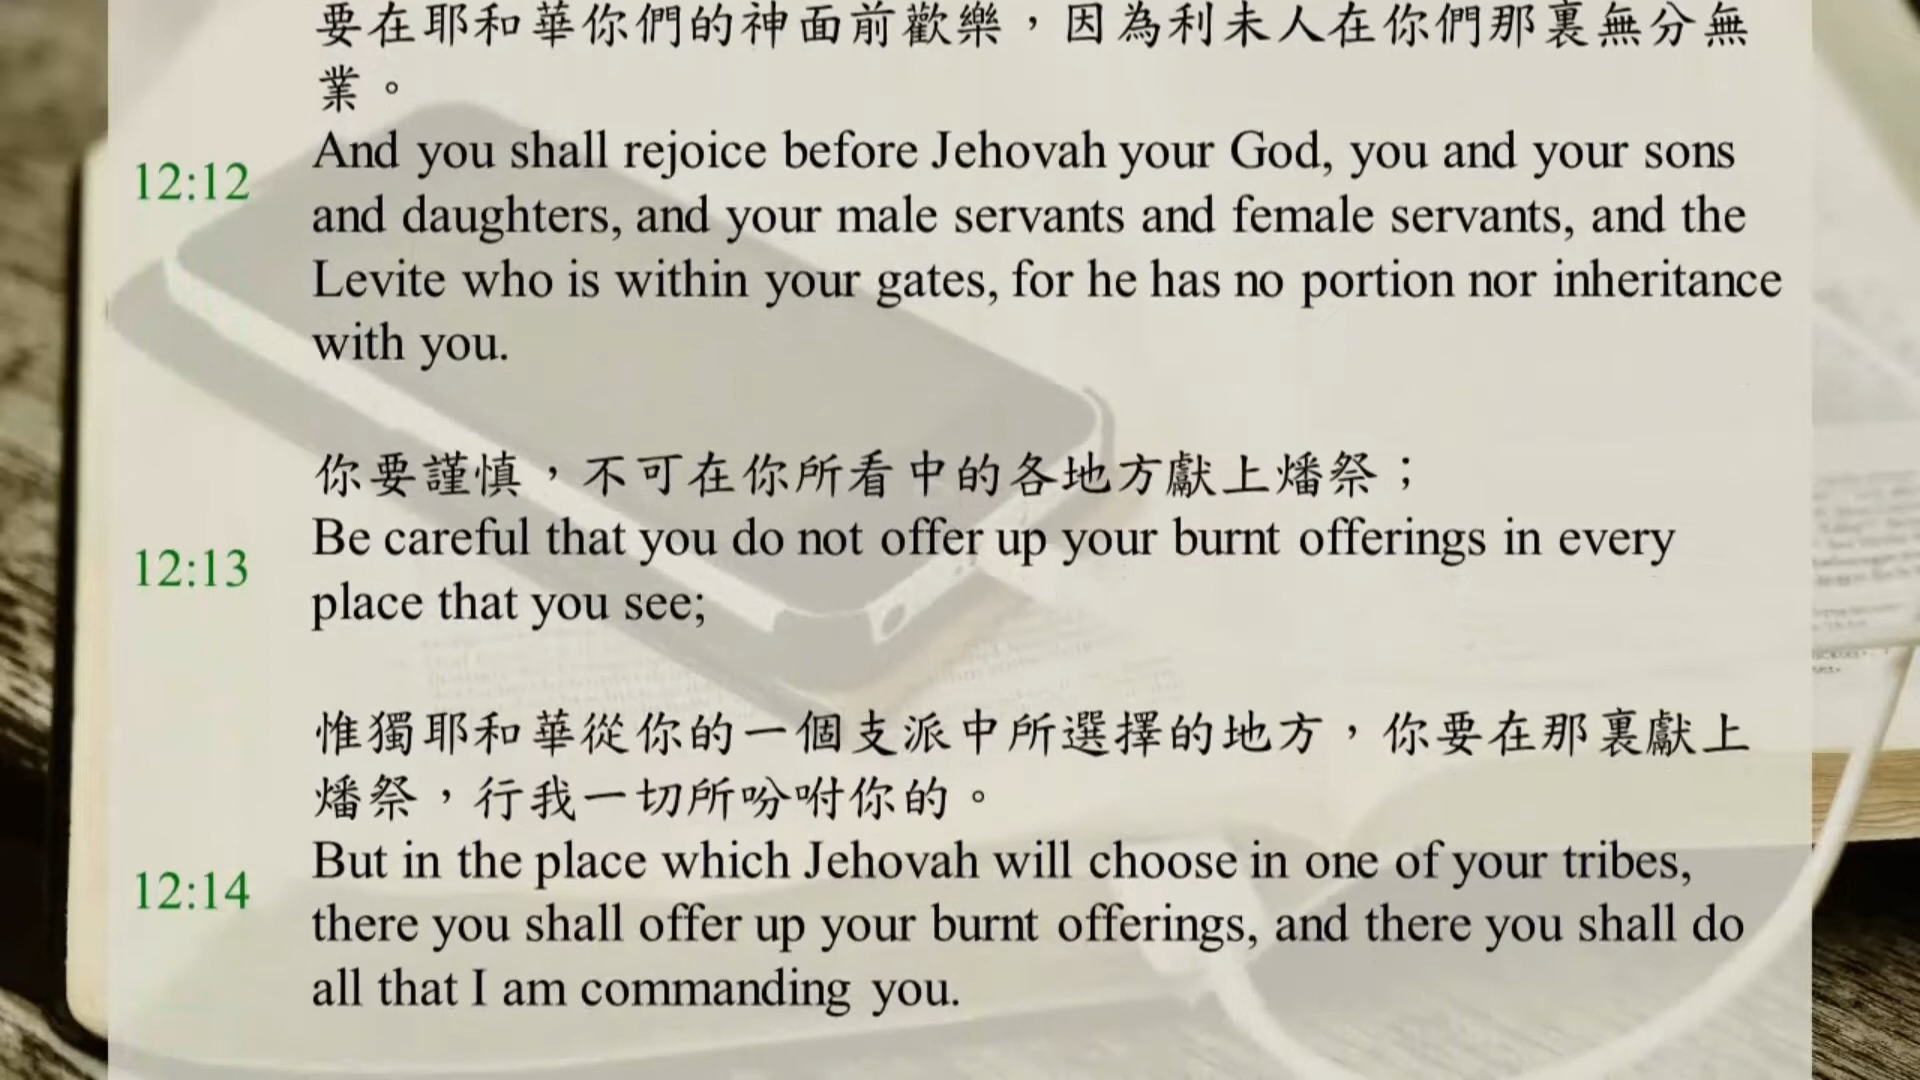 要在耶和華你們的神面前歡樂，因為利未人在你們那裏無分無
業。
12:12 And you shall rejoice before Jehovah your God, you and your sons
and daughters, and your male servants and female servants, and the
Levite who is within your gates, for he has no portion nor inheritance
with you.
你要謹慎，不可在你所看中的各地方獻上燔祭；
12:13 Be careful that you do not offer up your burnt offerings in every
place that you see;
惟獨耶和華從你的一個支派中所選擇的地方，你要在那裏獻上
燔祭，行我一切所吩咐你的。
12:14 But in the place which Jehovah will choose in one of your tribes,
there you shall offer up your burnt offerings, and there you shall do
all that I am commanding you.